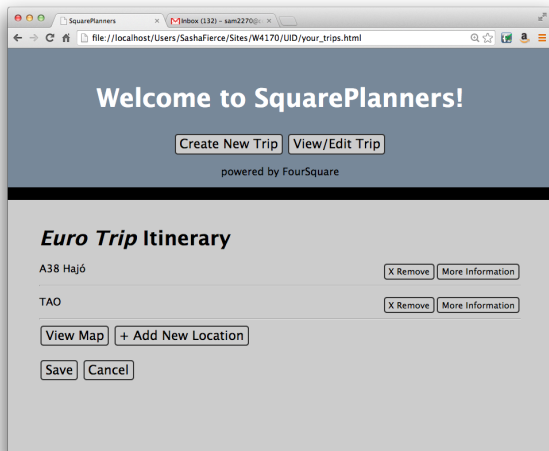 SquarePlanners
Inbox (132) – sam2270@
file://localhost/Users/SashaFierce/Sites/W4170/UID/your_trips.html
Welcome to SquarePlanners!
Create New Trip View/Edit Trip
powered by FourSquare
Euro Trip Itinerary
A38 Hajó X Remove More Information
TAO X Remove More Information
View Map + Add New Location
Save Cancel